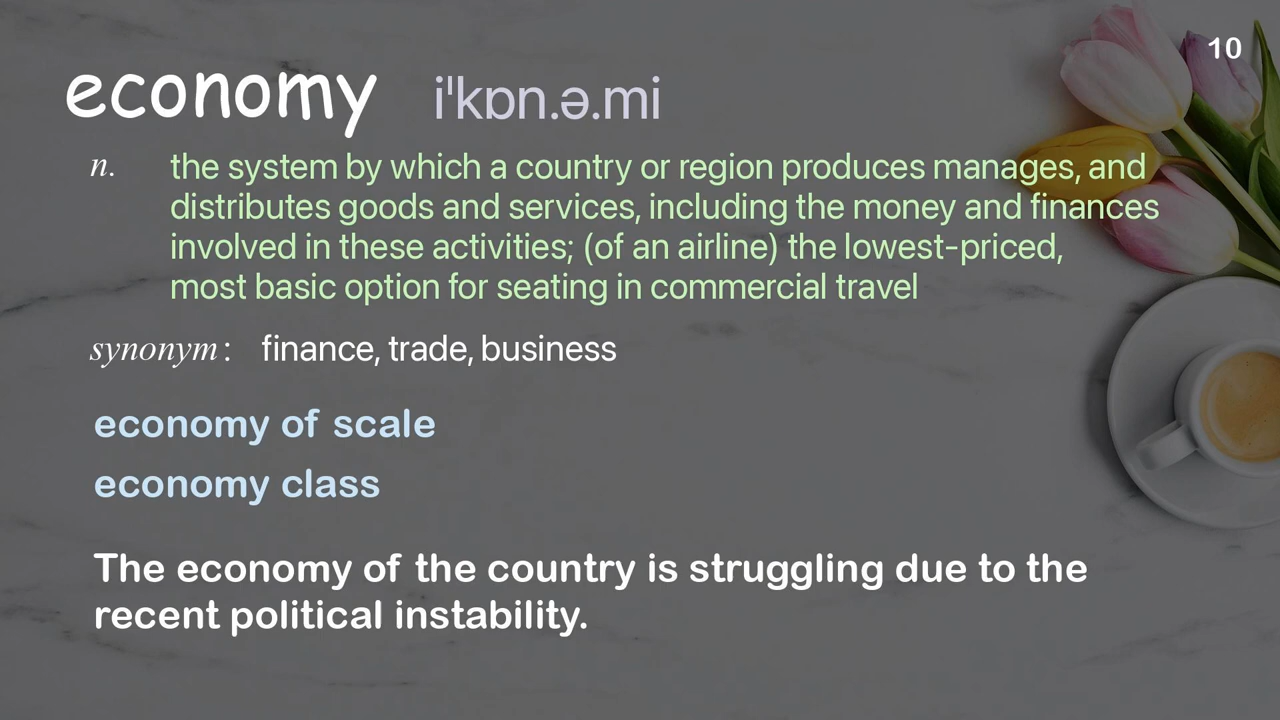 10
economy iˈkɒn.ə.mi
n. the system by which a country or region produces manages, and
distributes goods and services, including the money and finances
involved in these activities; (of an airline) the lowest-priced,
most basic option for seating in commercial travel
synonym: finance, trade, business
economy of scale
economy class
The economy of the country is struggling due to the
recent political instability.